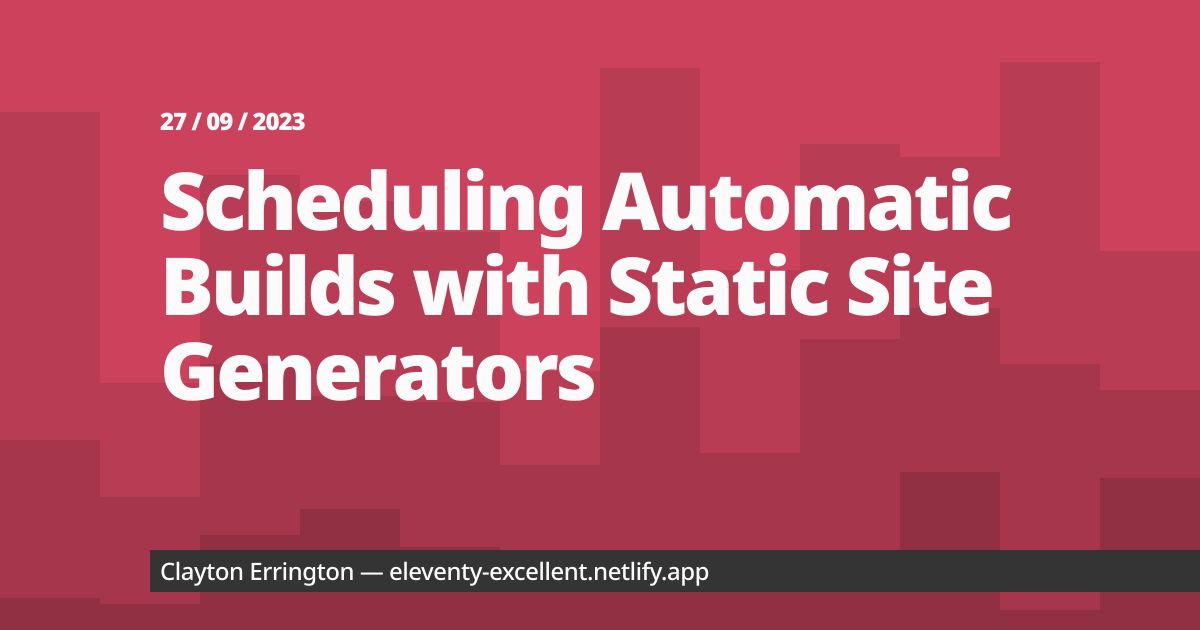 27 / 09 / 2023
Scheduling Automatic
Builds with Static Site
Generators
Clayton Errington — eleventy-excellent.netlify.app